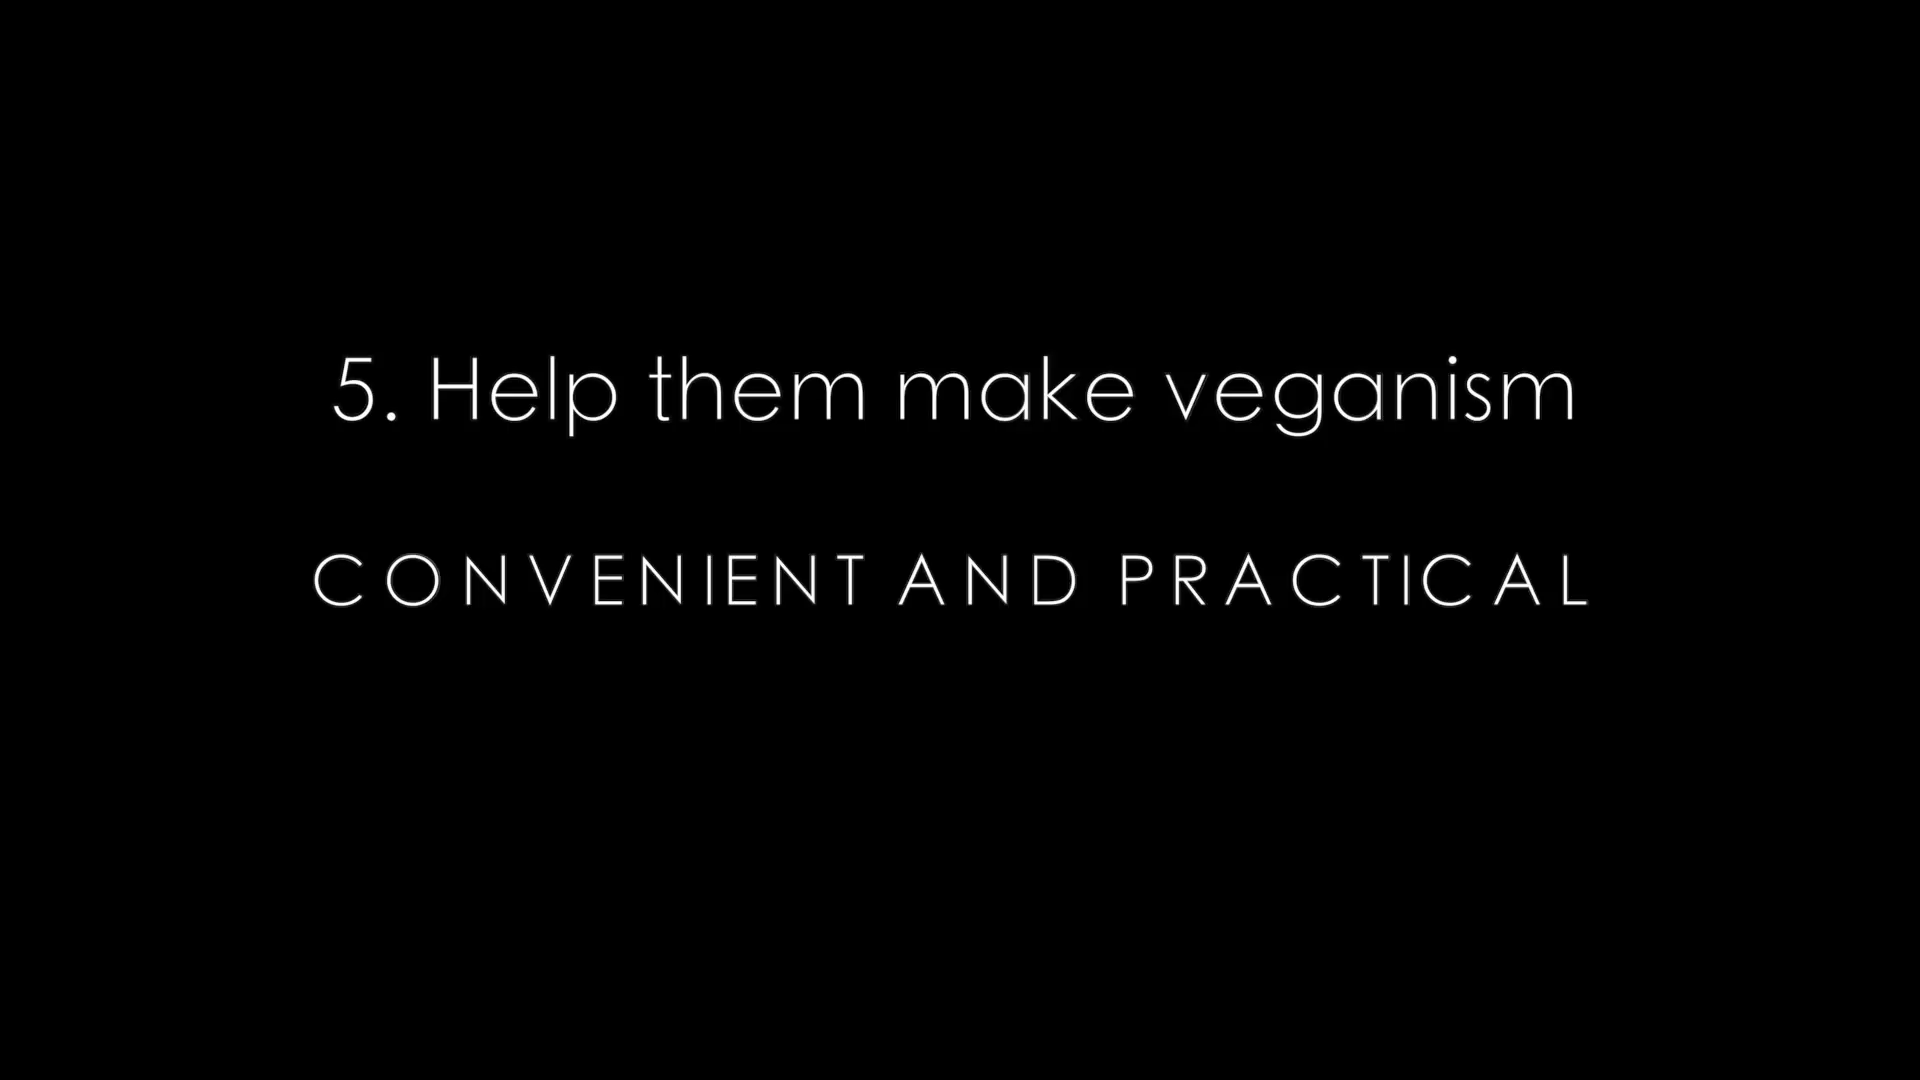 5. Help them make veganism
CONVENIENT AND PRACTICAL